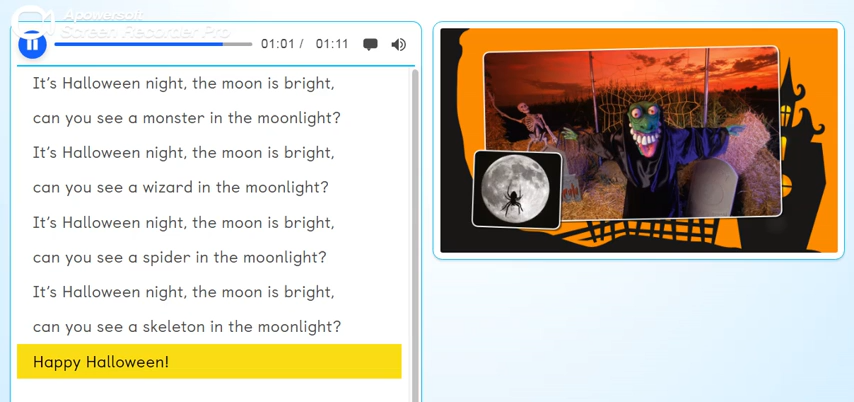 Apowersoft
Screen Recorder Pro
01:01 / 01:11
It's Halloween night, the moon is bright,
can you see a monster in the moonlight?
It's Halloween night, the moon is bright,
can you see a wizard in the moonlight?
It's Halloween night, the moon is bright,
can you see a spider in the moonlight?
It's Halloween night, the moon is bright,
can you see a skeleton in the moonlight?
Happy Halloween!